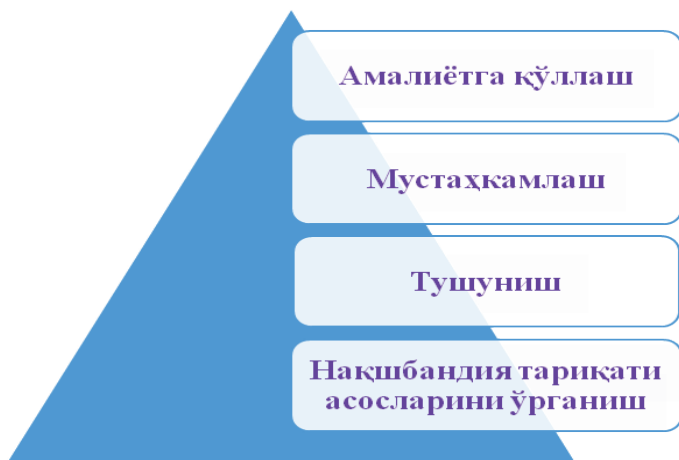 Амалиётга қўллаш
Мустаҳкамлаш
Тушуниш
Нақшбандия тариқати
асосларини ўрганиш